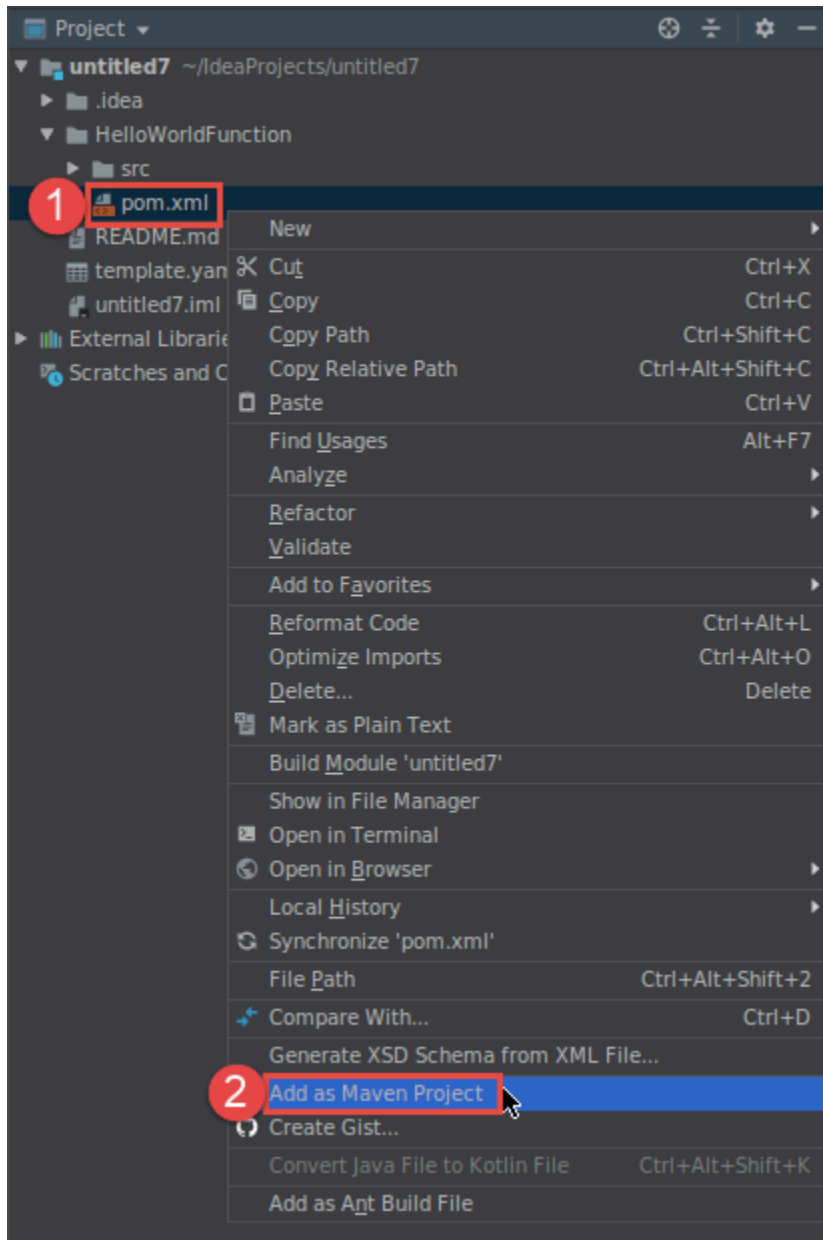 Project
untitled7 ~/IdeaProjects/untitled7
.idea
HelloWorldFunction
src
1 pom.xml
README.md
template.yam
untitled7.iml
External Librarie
Scratches and C
New
Cut Ctrl+X
Copy Ctrl+C
Copy Path Ctrl+Shift+C
Copy Relative Path Ctrl+Alt+Shift+C
Paste Ctrl+V
Find Usages Alt+F7
Analyze
Refactor
Validate
Add to Favorites
Reformat Code Ctrl+Alt+L
Optimize Imports Ctrl+Alt+O
Delete... Delete
Mark as Plain Text
Build Module 'untitled7'
Show in File Manager
Open in Terminal
Open in Browser
Local History
Synchronize 'pom.xml'
File Path Ctrl+Alt+Shift+2
Compare With... Ctrl+D
Generate XSD Schema from XML File...
2 Add as Maven Project
Create Gist...
Convert Java File to Kotlin File Ctrl+Alt+Shift+K
Add as Ant Build File